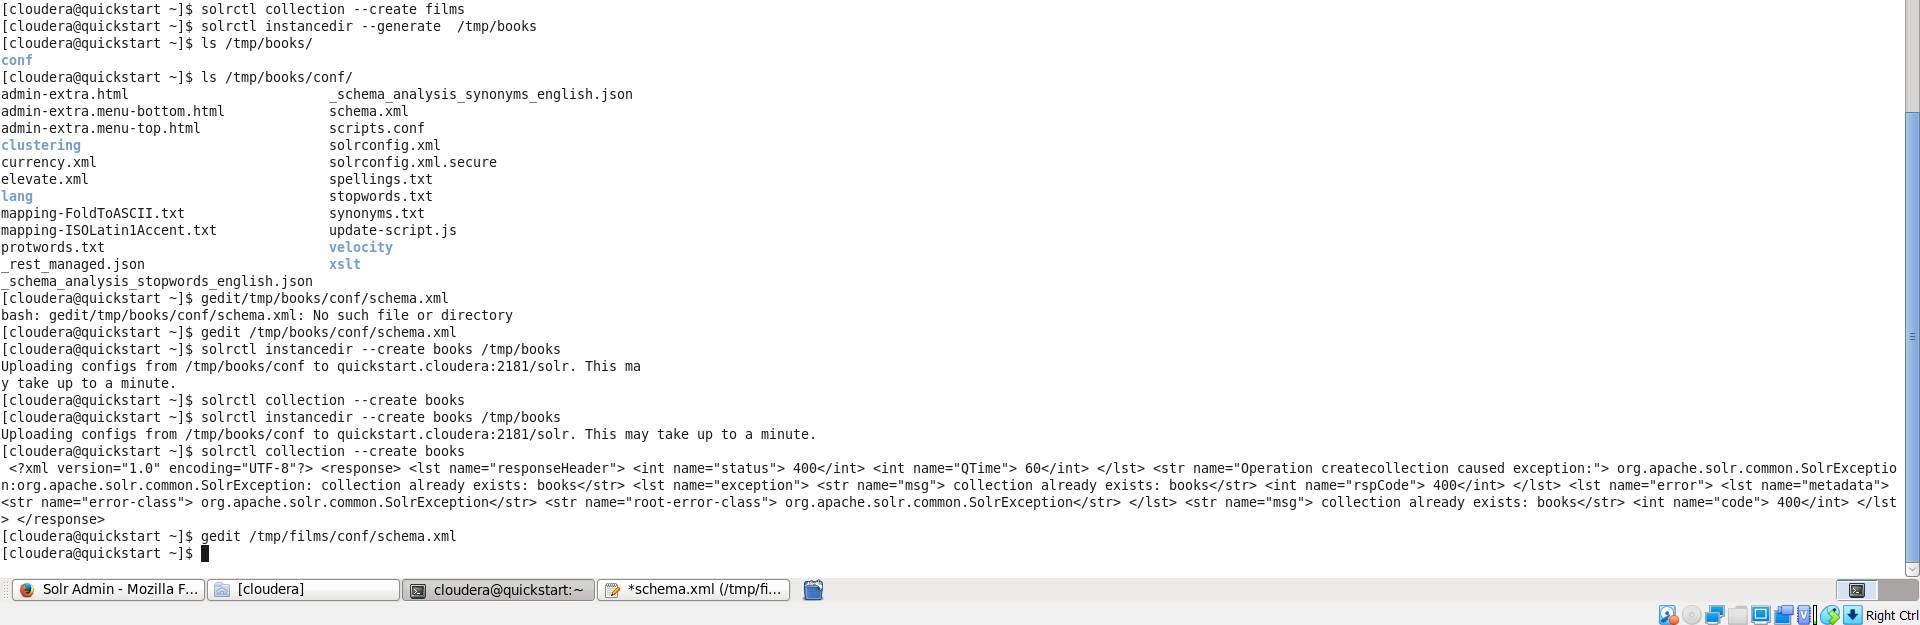 [cloudera@quickstart ~]$ solrctl collection --create films
[cloudera@quickstart ~]$ solrctl instancedir --generate  /tmp/books
[cloudera@quickstart ~]$ ls /tmp/books/
conf
[cloudera@quickstart ~]$ ls /tmp/books/conf/
admin-extra.html                         _schema_analysis_synonyms_english.json
admin-extra.menu-bottom.html             schema.xml
admin-extra.menu-top.html                scripts.conf
clustering                               solrconfig.xml
currency.xml                             solrconfig.xml.secure
elevate.xml                              spellings.txt
lang                                     stopwords.txt
mapping-FoldToASCII.txt                  synonyms.txt
mapping-ISOLatin1Accent.txt              update-script.js
protwords.txt                            velocity
_rest_managed.json                       xslt
_schema_analysis_stopwords_english.json
[cloudera@quickstart ~]$ gedit/tmp/books/conf/schema.xml
bash: gedit/tmp/books/conf/schema.xml: No such file or directory
[cloudera@quickstart ~]$ gedit /tmp/books/conf/schema.xml
[cloudera@quickstart ~]$ solrctl instancedir --create books /tmp/books
Uploading configs from /tmp/books/conf to quickstart.cloudera:2181/solr. This ma
y take up to a minute.
[cloudera@quickstart ~]$ solrctl collection --create books
[cloudera@quickstart ~]$ solrctl instancedir --create books /tmp/books
Uploading configs from /tmp/books/conf to quickstart.cloudera:2181/solr. This may take up to a minute.
[cloudera@quickstart ~]$ solrctl collection --create books
<?xml version="1.0" encoding="UTF-8"?> <response> <lst name="responseHeader"> <int name="status"> 400</int> <int name="QTime"> 60</int> </lst> <str name="Operation createcollection caused exception:"> org.apache.solr.common.SolrExceptio
n:org.apache.solr.common.SolrException: collection already exists: books</str> <lst name="exception"> <str name="msg"> collection already exists: books</str> <int name="rspCode"> 400</int> </lst> <lst name="error"> <lst name="metadata">
<str name="error-class"> org.apache.solr.common.SolrException</str> <str name="root-error-class"> org.apache.solr.common.SolrException</str> </lst> <str name="msg"> collection already exists: books</str> <int name="code"> 400</int> </lst
> </response>
[cloudera@quickstart ~]$ gedit /tmp/films/conf/schema.xml
[cloudera@quickstart ~]$
Solr Admin - Mozilla F... [cloudera] cloudera@quickstart:~ *schema.xml (/tmp/fi...
Right Ctrl